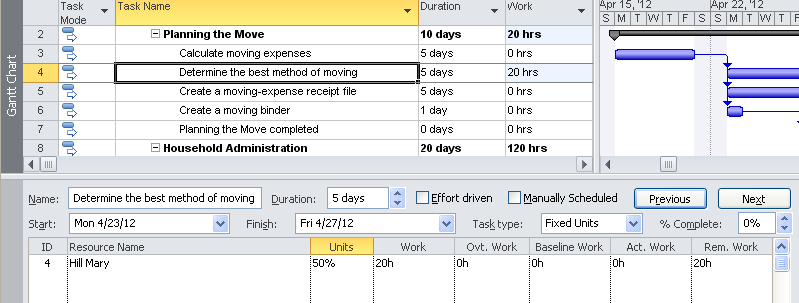 Task Mode Task Name Duration Work Apr 15, '12 Apr 22, '12
S M T W T F S S M T W T
2 Planning the Move 10 days 20 hrs
3 Calculate moving expenses 5 days 0 hrs
4 Determine the best method of moving 5 days 20 hrs
5 Create a moving-expense receipt file 5 days 0 hrs
6 Create a moving binder 1 day 0 hrs
7 Planning the Move completed 0 days 0 hrs
8 Household Administration 20 days 120 hrs
Gantt Chart
Name: Determine the best method of moving Duration: 5 days Effort driven Manually Scheduled Previous Next
Start: Mon 4/23/12 Finish: Fri 4/27/12 Task type: Fixed Units % Complete: 0%
ID Resource Name Units Work Ovt. Work Baseline Work Act. Work Rem. Work
4 Hill Mary 50% 20h 0h 0h 0h 20h